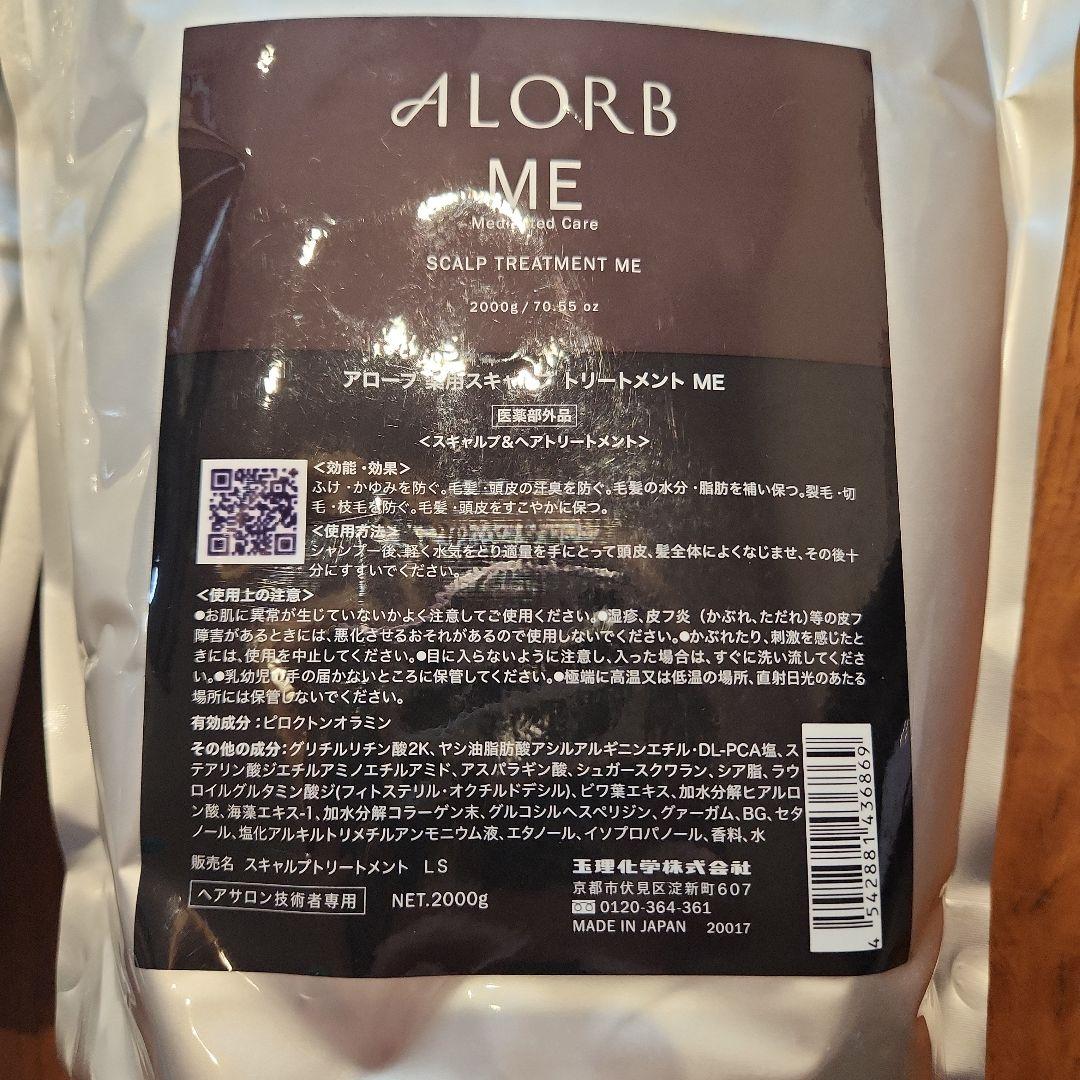 ALORB
ME
Medicated Care
SCALP TREATMENT ME
2000g / 70.55 oz
アローブ 薬用スキャルプ トリートメント ME
医薬部外品
<スキャルプ&ヘアトリートメント>
<効能・効果>
ふけ・かゆみを防ぐ。毛髪・頭皮の汗臭を防ぐ。毛髪の水分・脂肪を補い保つ。裂毛・切
毛・枝毛を防ぐ。毛髪・頭皮をすこやかに保つ。
<使用方法>
シャンプー後、軽く水気をとり適量を手にとって頭皮、髪全体によくなじませ、その後十
分にすすいでください。
<使用上の注意>
●お肌に異常が生じていないかよく注意してご使用ください。●湿疹、皮フ炎（かぶれ、ただれ）等の皮フ
障害があるときには、悪化させるおそれがあるので使用しないでください。●かぶれたり、刺激を感じたと
きには、使用を中止してください。●目に入らないように注意し、入った場合は、すぐに洗い流してくださ
い。●乳幼児の手の届かないところに保管してください。●極端に高温又は低温の場所、直射日光のあたる
場所には保管しないでください。
有効成分：ピロクトンオラミン
その他の成分：グリチルリチン酸2K、ヤシ油脂肪酸アシルアルギニンエチル・DL-PCA塩、ス
テアリン酸ジエチルアミノエチルアミド、アスパラギン酸、シュガースクワラン、シア脂、ラウ
ロイルグルタミン酸ジ(フィトステリル・オクチルドデシル)、ビワ葉エキス、加水分解ヒアルロ
ン酸、海藻エキス-1、加水分解コラーゲン末、グルコシルヘスペリジン、グァーガム、BG、セタ
ノール、塩化アルキルトリメチルアンモニウム液、エタノール、イソプロパノール、香料、水
販売名 スキャルプトリートメント LS
ヘアサロン技術者専用 NET.2000g
玉理化学株式会社
京都市伏見区淀新町607
0120-364-361
MADE IN JAPAN 20017
4 542881 436869